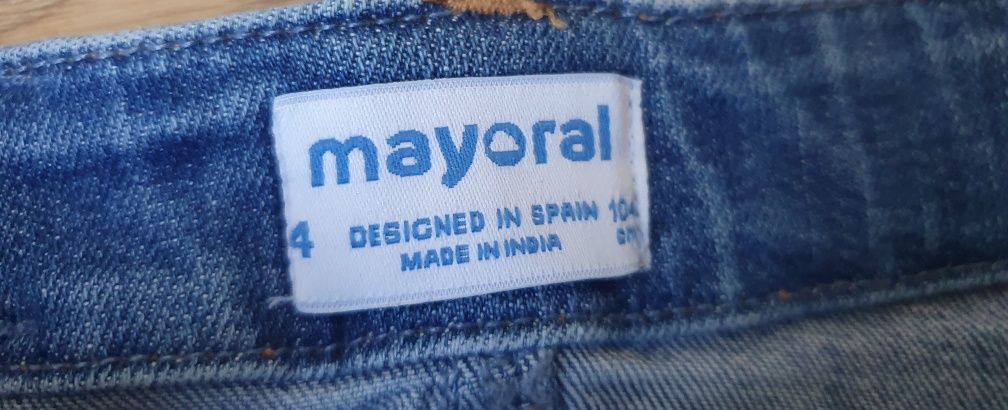 mayoral
4 DESIGNED IN SPAIN 104
MADE IN INDIA cm